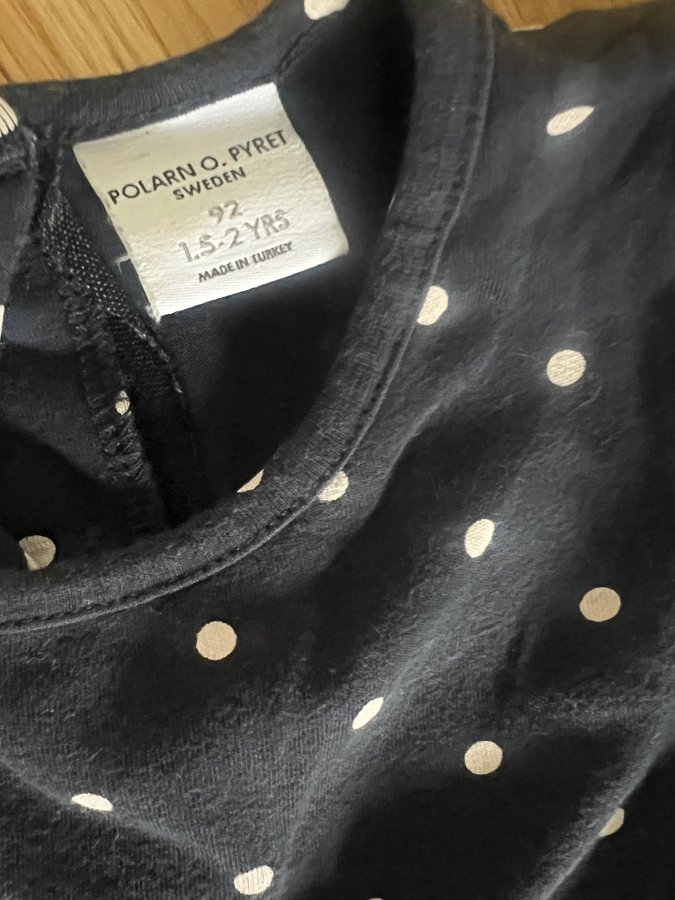 POLARN O. PYRET
SWEDEN
92
1.5-2 YRS
MADE IN TURKEY